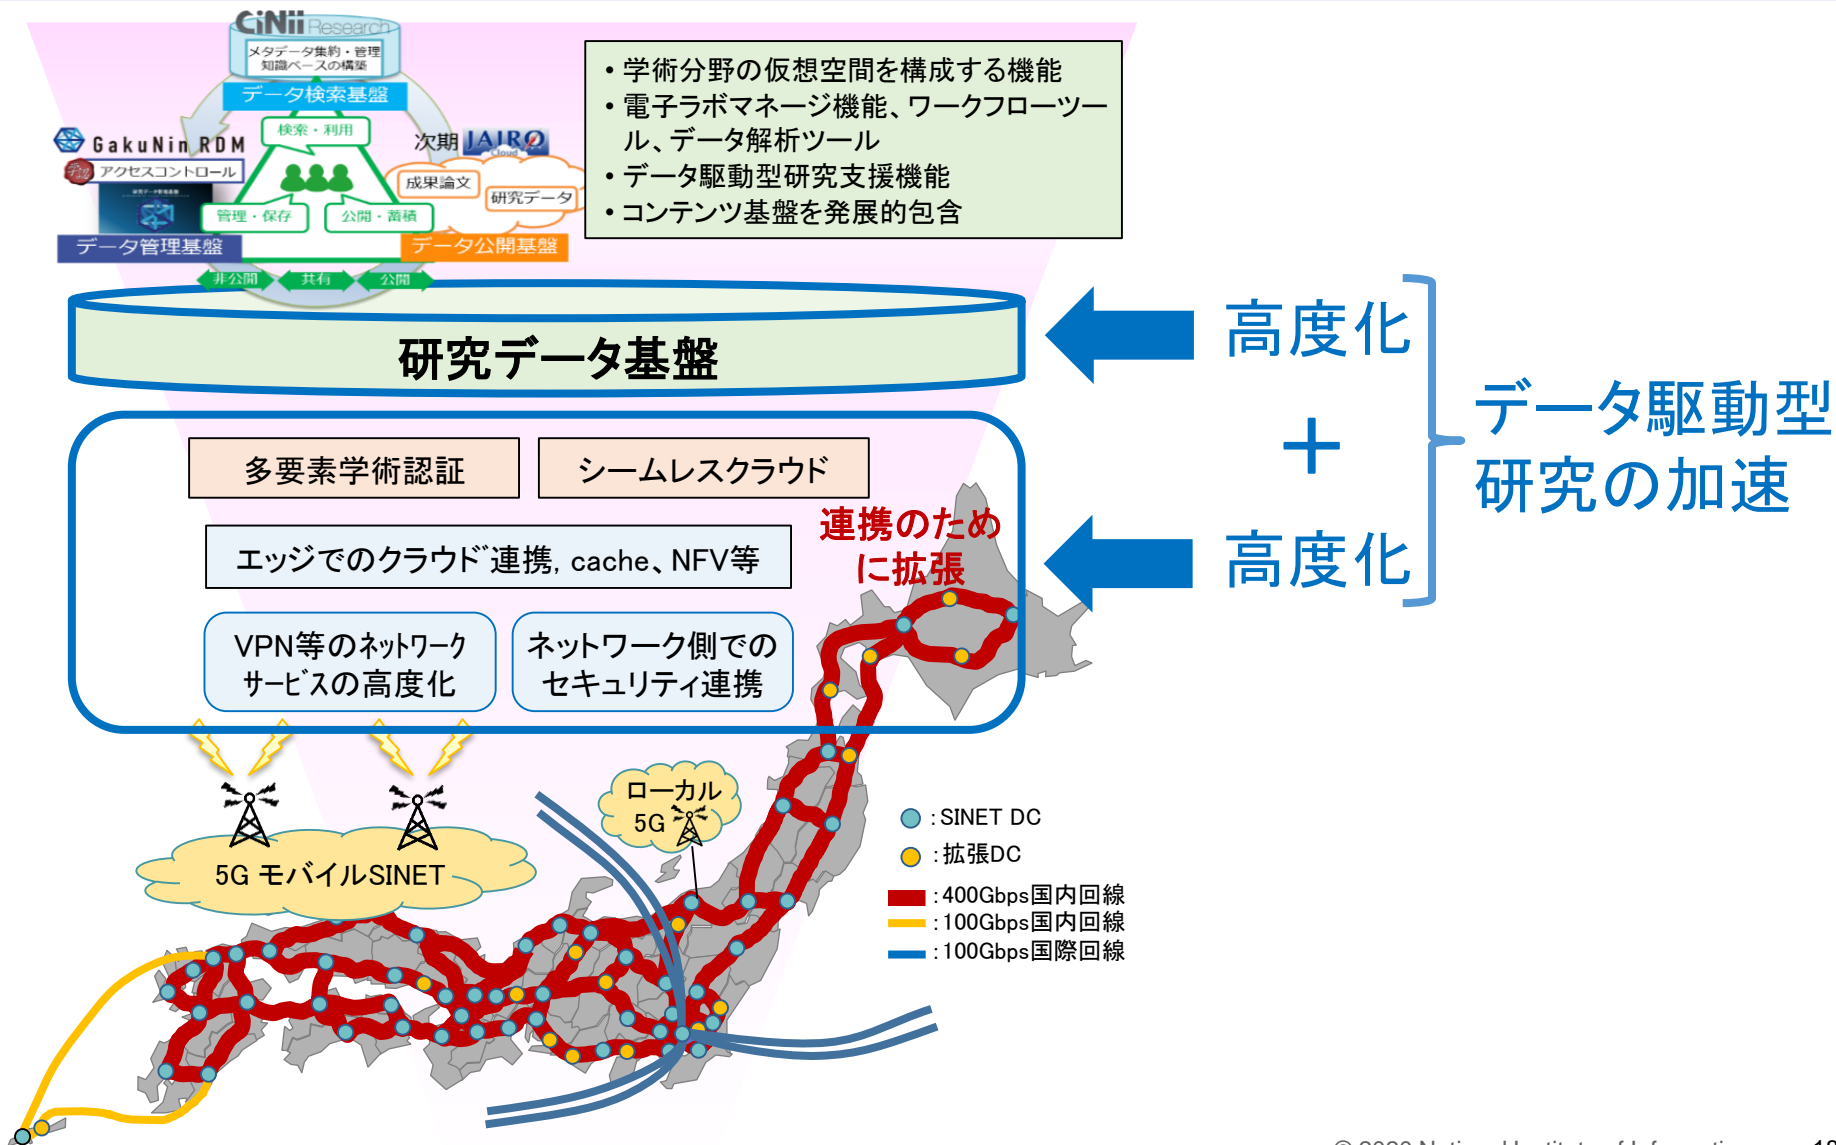 CiNii Research
メタデータ集約・管理
知識ベースの構築
データ検索基盤
検索・利用
GakuNin RDM
アクセスコントロール
次期 JAIRO
Cloud
成果論文
研究データ
管理・保存
公開・蓄積
データ管理基盤
データ公開基盤
非公開
共有
公開
・学術分野の仮想空間を構成する機能
・電子ラボマネージ機能、ワークフローツー
ル、データ解析ツール
・データ駆動型研究支援機能
・コンテンツ基盤を発展的包含
研究データ基盤
高度化
+
高度化
データ駆動型
研究の加速
多要素学術認証
シームレスクラウド
連携のため
に拡張
エッジでのクラウド゛連携, cache、NFV等
VPN等のネットワーク
サービスの高度化
ネットワーク側での
セキュリティ連携
ローカル
5G
5G モバイルSINET
:SINET DC
:拡張DC
:400Gbps国内回線
:100Gbps国内回線
:100Gbps国際回線